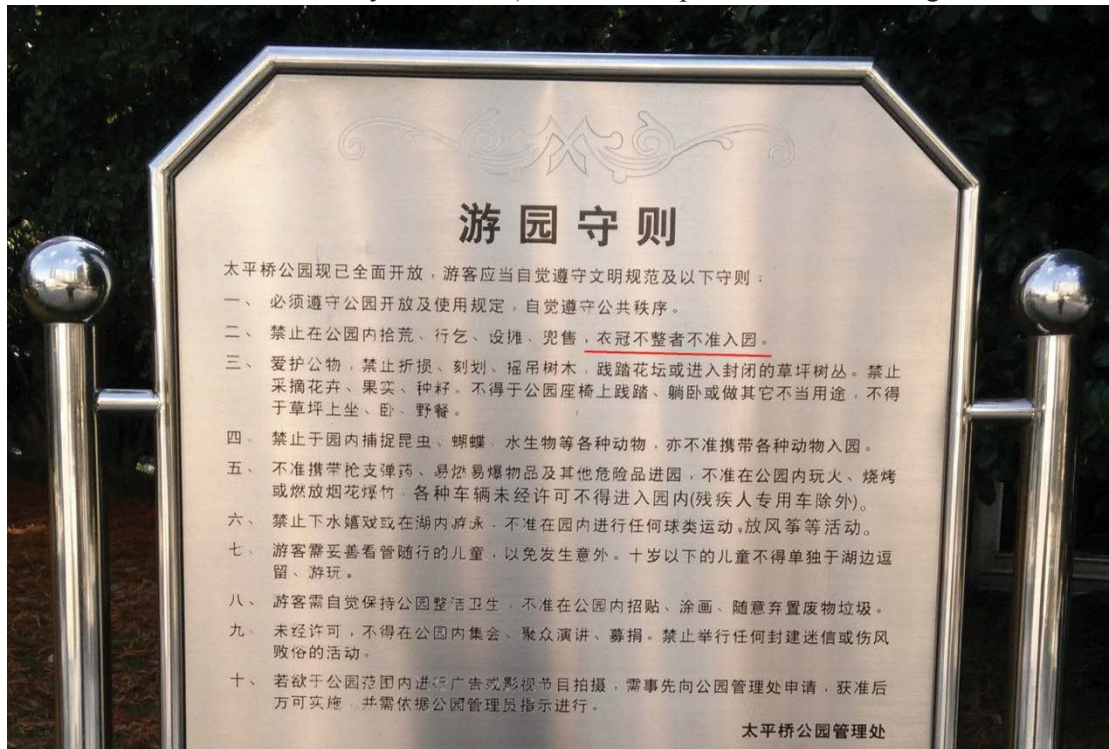 游园守则
太平桥公园现已全面开放，游客应当自觉遵守文明规范及以下守则：
一、 必须遵守公园开放及使用规定，自觉遵守公共秩序。
二、 禁止在公园内拾荒、行乞、设摊、兜售，衣冠不整者不准入园。
三、 爱护公物，禁止折损、刻划、摇吊树木，践踏花坛或进入封闭的草坪树丛。禁止
采摘花卉、果实、种籽。不得于公园座椅上践踏、躺卧或做其它不当用途，不得
于草坪上坐、卧、野餐。
四、 禁止于园内捕捉昆虫、蝴蝶、水生物等各种动物，亦不准携带各种动物入园。
五、 不准携带枪支弹药、易燃易爆物品及其他危险品进园，不准在公园内玩火、烧烤
或燃放烟花爆竹，各种车辆未经许可不得进入园内(残疾人专用车除外)。
六、 禁止下水嬉戏或在湖内游泳，不准在园内进行任何球类运动。放风筝等活动。
七、 游客需妥善看管随行的儿童，以免发生意外。十岁以下的儿童不得单独于湖边逗
留、游玩。
八、 游客需自觉保持公园整洁卫生，不准在公园内招贴、涂画、随意弃置废物垃圾。
九、 未经许可，不得在公园内集会、聚众演讲、募捐。禁止举行任何封建迷信或伤风
败俗的活动。
十、 若欲于公园范围内进行广告或影视节目拍摄，需事先向公园管理处申请，获准后
方可实施，并需依据公园管理员指示进行。
太平桥公园管理处